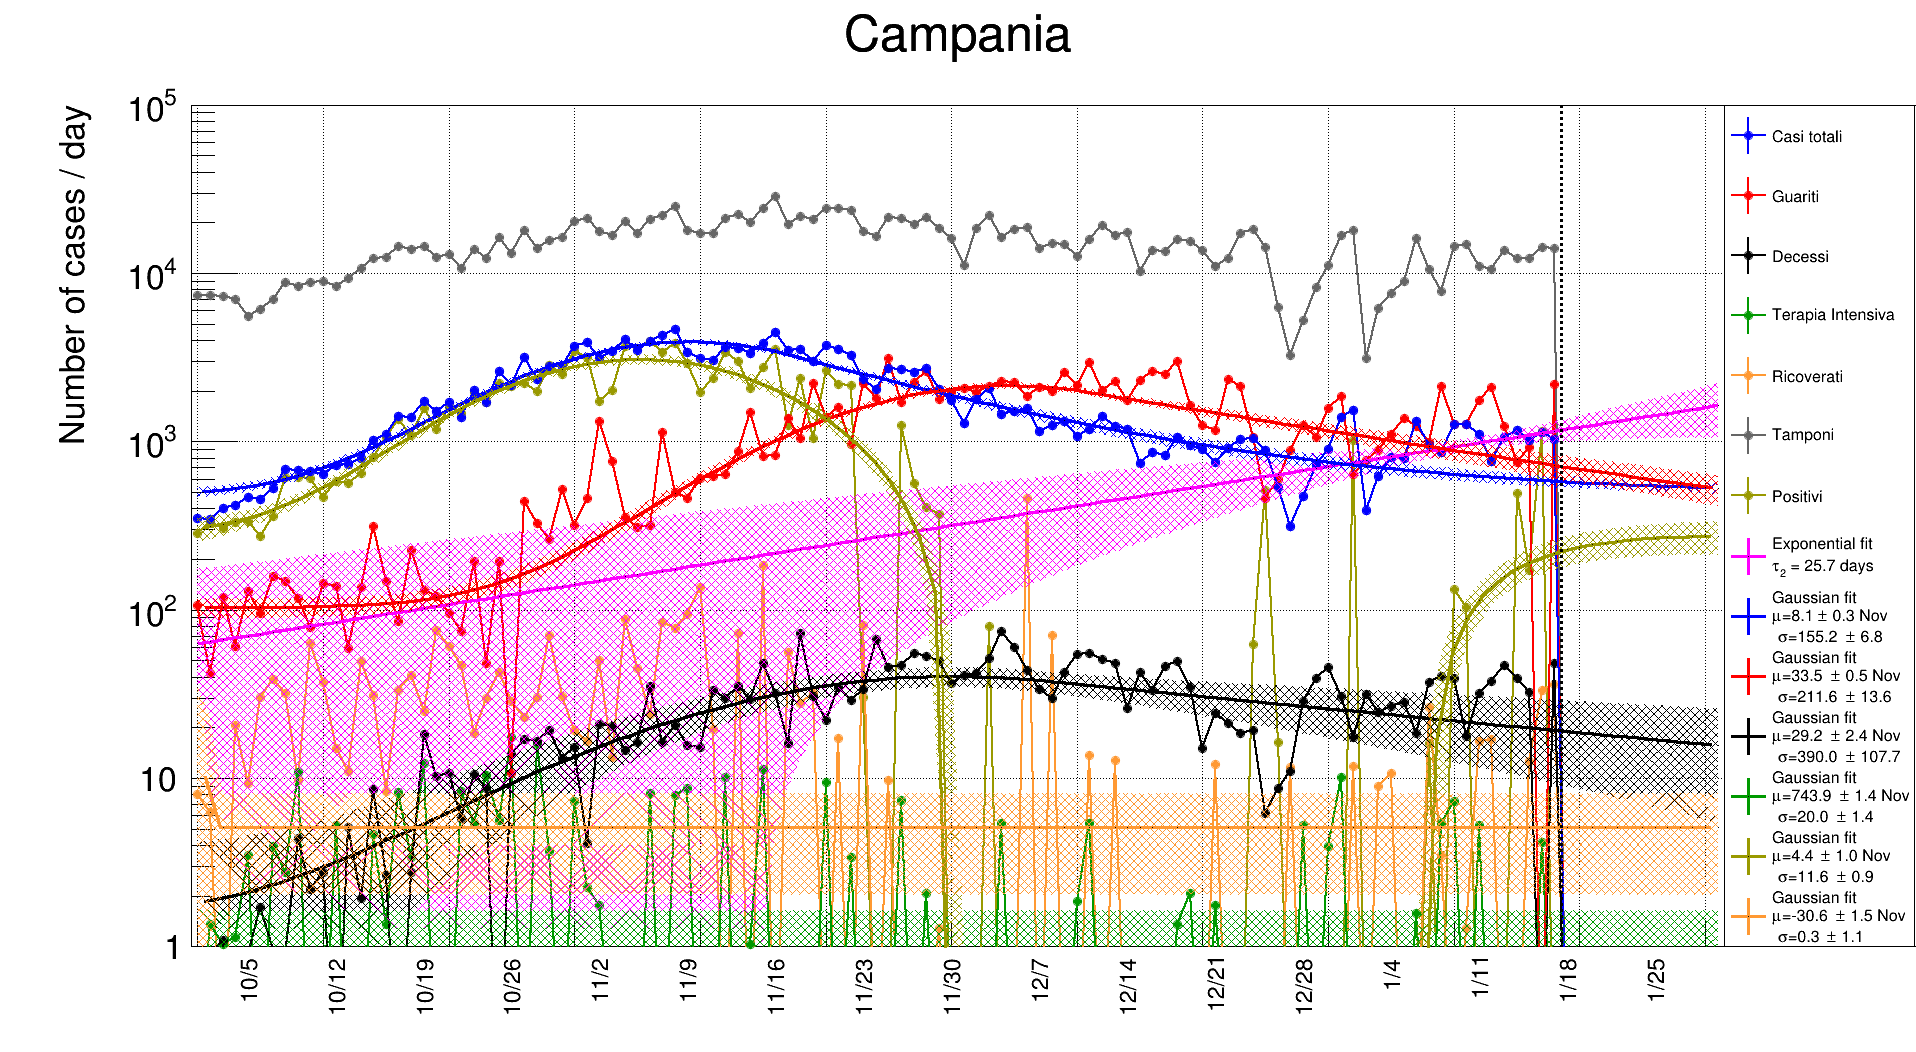 Campania
Number of cases / day
10^5
10^4
10^3
10^2
10
1
10/5
10/12
10/19
10/26
11/2
11/9
11/16
11/23
11/30
12/7
12/14
12/21
12/28
1/4
1/11
1/18
1/25
Casi totali
Guariti
Decessi
Terapia Intensiva
Ricoverati
Tamponi
Positivi
Exponential fit
τ₂ = 25.7 days
Gaussian fit
μ=8.1 ± 0.3 Nov
σ=155.2 ± 6.8
Gaussian fit
μ=33.5 ± 0.5 Nov
σ=211.6 ± 13.6
Gaussian fit
μ=29.2 ± 2.4 Nov
σ=390.0 ± 107.7
Gaussian fit
μ=743.9 ± 1.4 Nov
σ=20.0 ± 1.4
Gaussian fit
μ=4.4 ± 1.0 Nov
σ=11.6 ± 0.9
Gaussian fit
μ=-30.6 ± 1.5 Nov
σ=0.3 ± 1.1